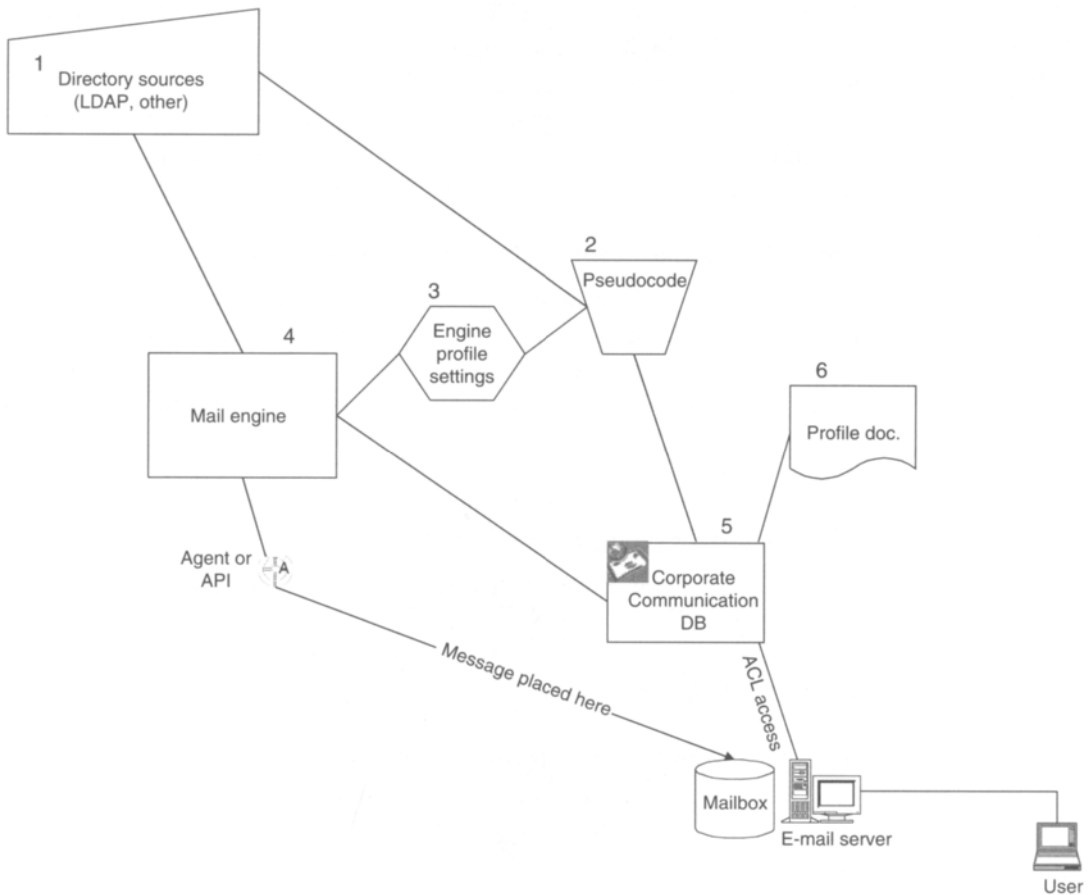 1
Directory sources
(LDAP, other)
2
Pseudocode
3
Engine
profile
settings
4
Mail engine
6
Profile doc.
5
Corporate
Communication
DB
Agent or
API
A
Message placed here
ACL access
Mailbox
E-mail server
User